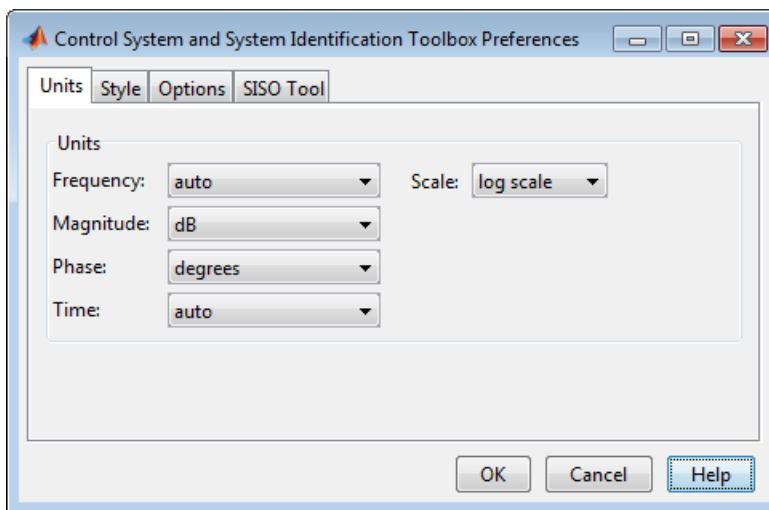 Control System and System Identification Toolbox Preferences
Units Style Options SISO Tool
Units
Frequency: auto Scale: log scale
Magnitude: dB
Phase: degrees
Time: auto
OK Cancel Help